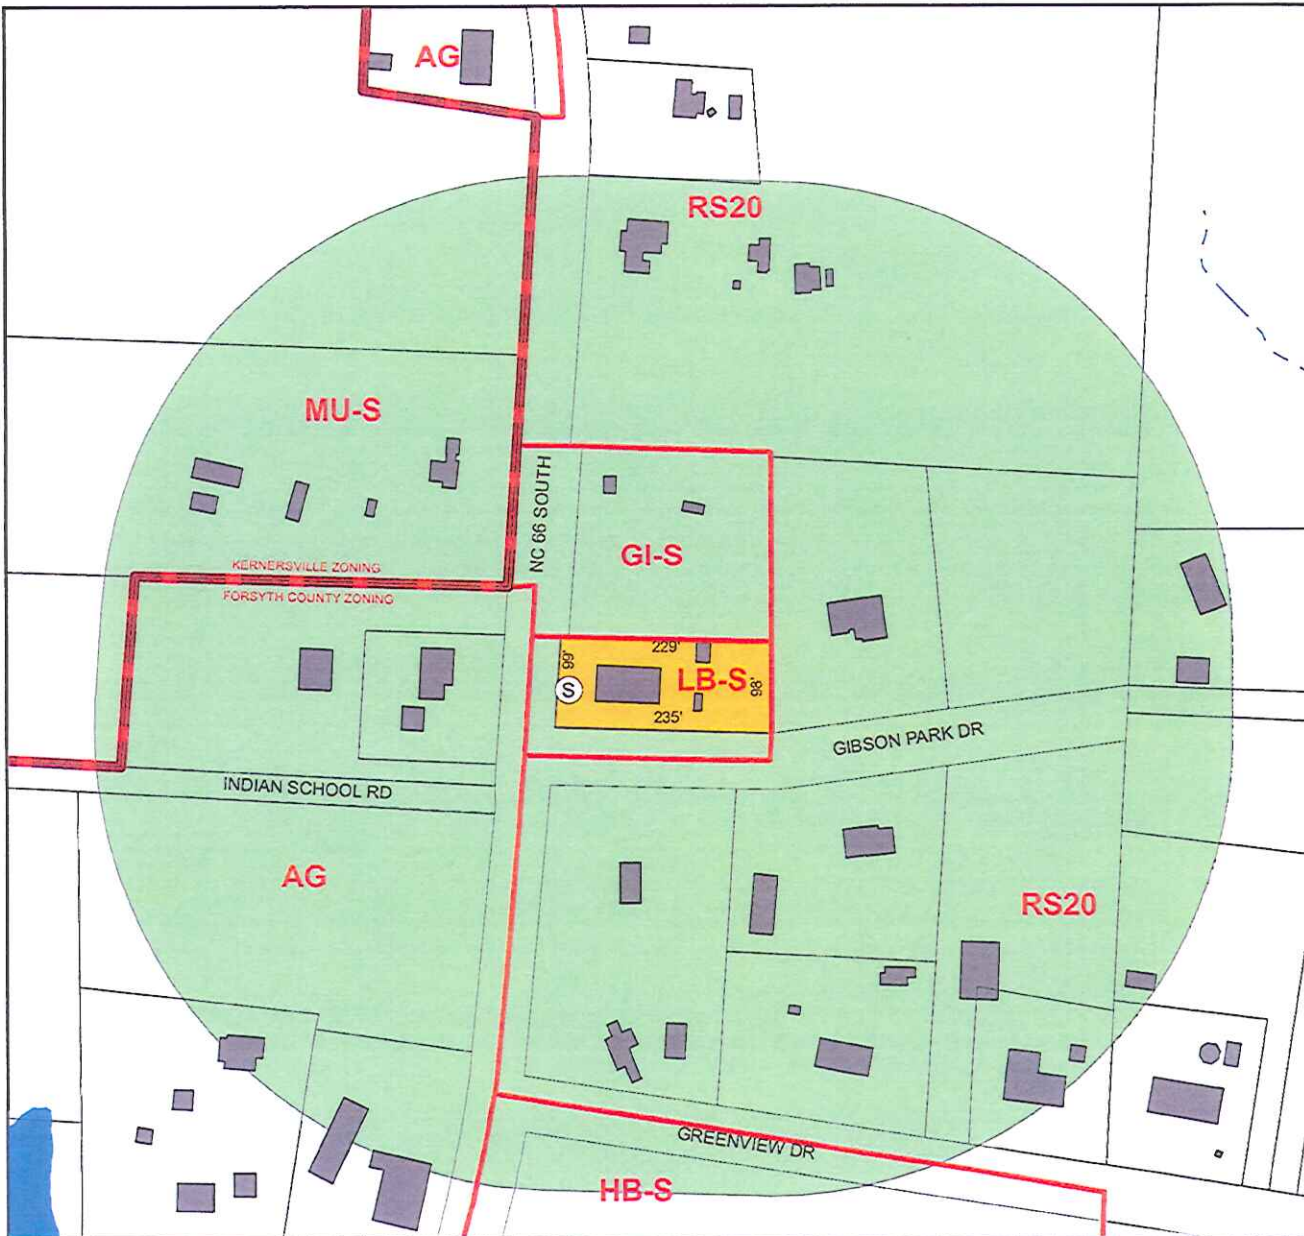 AG
RS20
MU-S
NC 66 SOUTH
GI-S
KERNERSVILLE ZONING
FORSYTH COUNTY ZONING
229'
99'
LB-S
98'
S
235'
GIBSON PARK DR
INDIAN SCHOOL RD
AG
RS20
GREENVIEW DR
HB-S